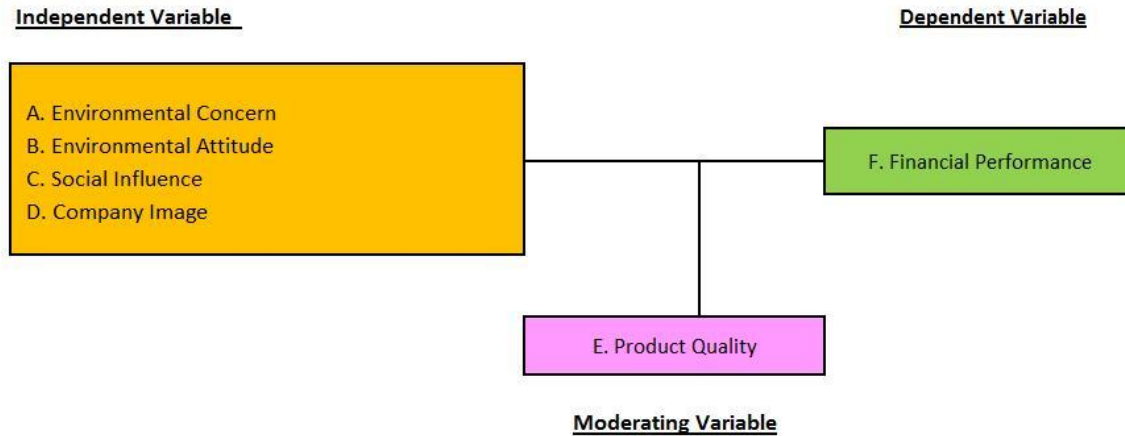 Independent Variable
Dependent Variable
A. Environmental Concern
B. Environmental Attitude
C. Social Influence
D. Company Image
F. Financial Performance
E. Product Quality
Moderating Variable